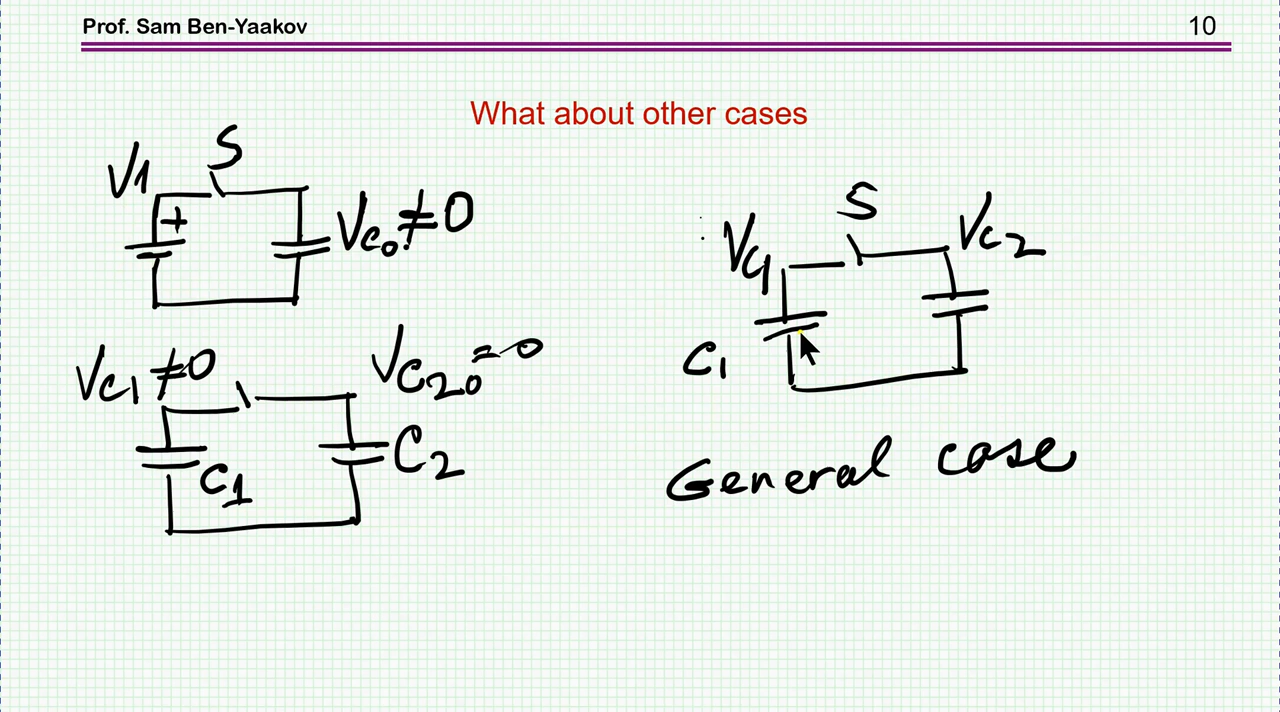 Prof. Sam Ben-Yaakov 10
What about other cases
V1 S
+ VC0 ≠0
VC1 ≠0 VC20 =0
C1 C2
S
VC1 VC2
C1
General case